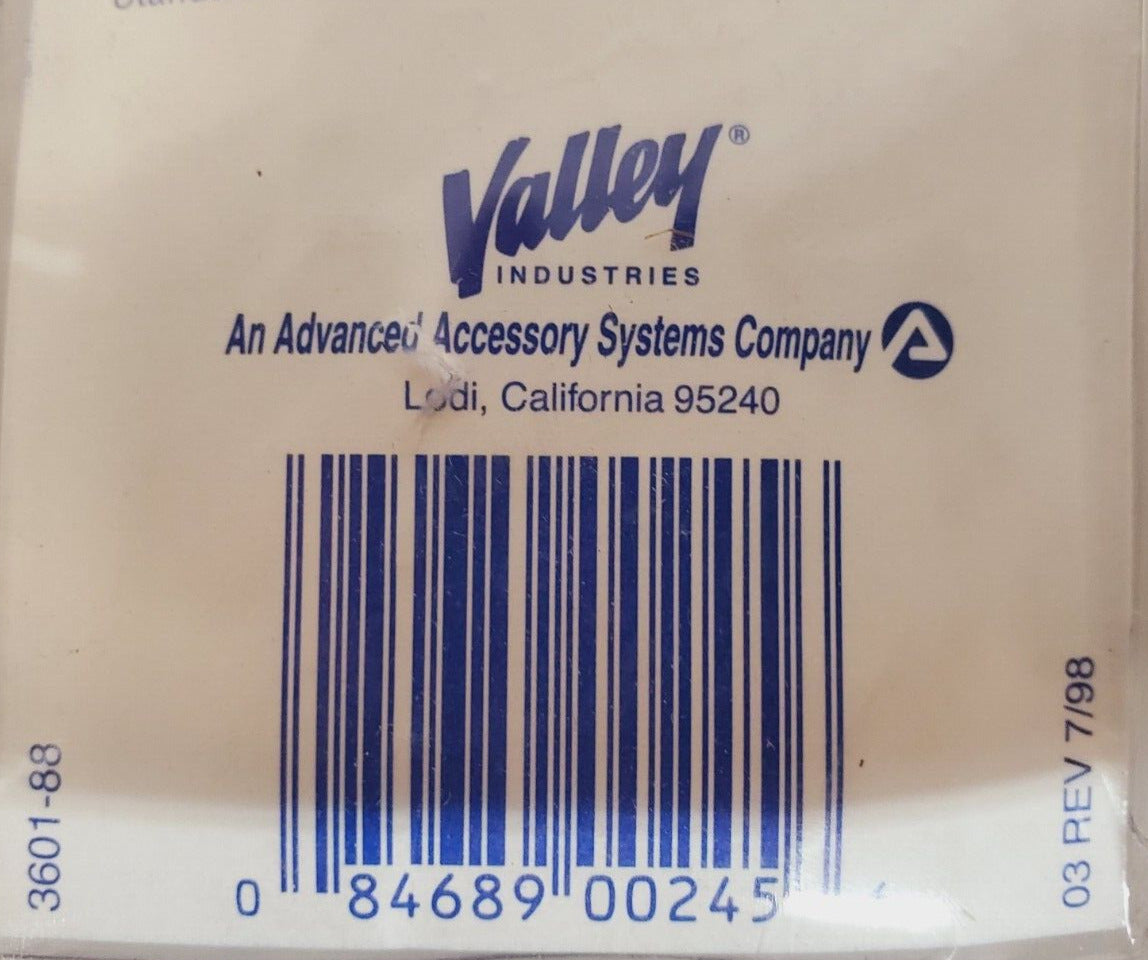 Valley®
INDUSTRIES
An Advanced Accessory Systems Company
Lodi, California 95240
0 84689 00245
3601-88
03 REV 7/98